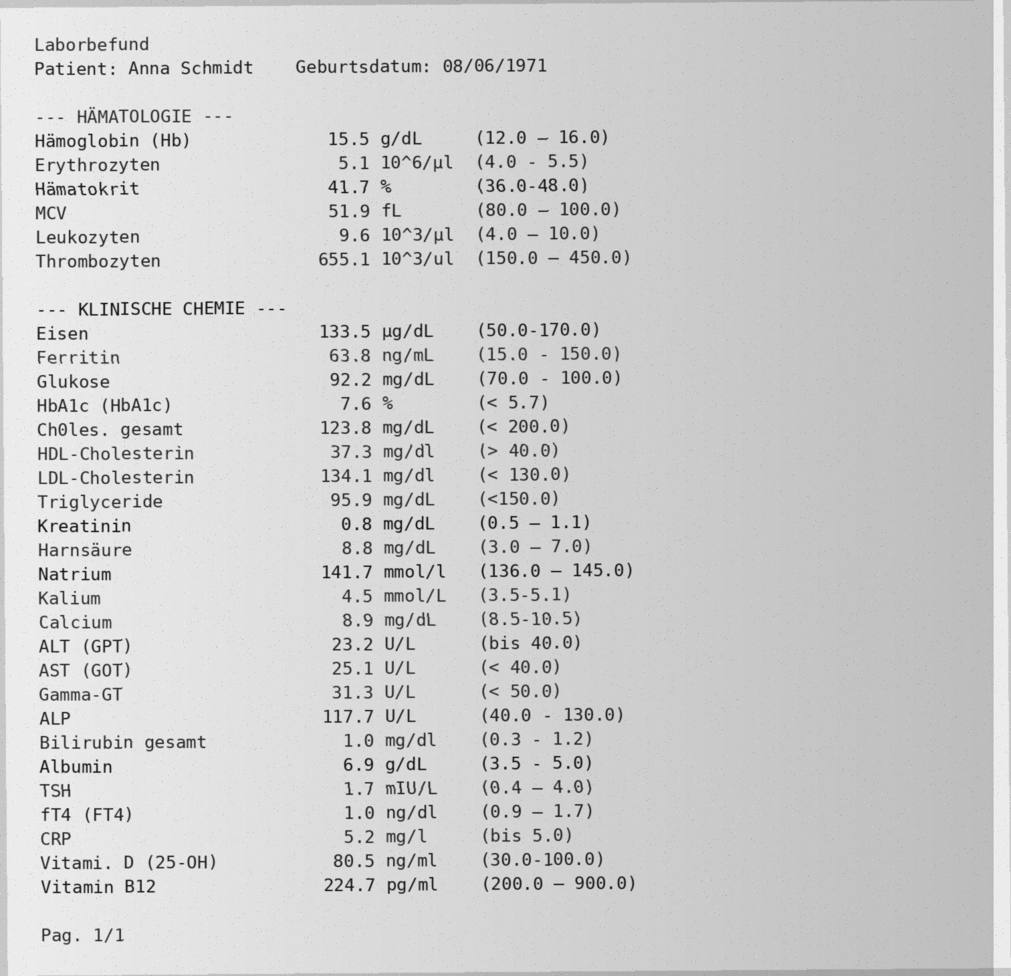 Laborbefund
Patient: Anna Schmidt    Geburtsdatum: 08/06/1971
--- HÄMATOLOGIE ---
Hämoglobin (Hb) 15.5 g/dL (12.0 – 16.0)
Erythrozyten 5.1 10^6/µl (4.0 - 5.5)
Hämatokrit 41.7 % (36.0-48.0)
MCV 51.9 fL (80.0 – 100.0)
Leukozyten 9.6 10^3/µl (4.0 – 10.0)
Thrombozyten 655.1 10^3/ul (150.0 – 450.0)
--- KLINISCHE CHEMIE ---
Eisen 133.5 µg/dL (50.0-170.0)
Ferritin 63.8 ng/mL (15.0 - 150.0)
Glukose 92.2 mg/dL (70.0 - 100.0)
HbA1c (HbA1c) 7.6 % (< 5.7)
Ch0les. gesamt 123.8 mg/dL (< 200.0)
HDL-Cholesterin 37.3 mg/dl (> 40.0)
LDL-Cholesterin 134.1 mg/dl (< 130.0)
Triglyceride 95.9 mg/dL (<150.0)
Kreatinin 0.8 mg/dL (0.5 – 1.1)
Harnsäure 8.8 mg/dL (3.0 – 7.0)
Natrium 141.7 mmol/l (136.0 – 145.0)
Kalium 4.5 mmol/L (3.5-5.1)
Calcium 8.9 mg/dL (8.5-10.5)
ALT (GPT) 23.2 U/L (bis 40.0)
AST (GOT) 25.1 U/L (< 40.0)
Gamma-GT 31.3 U/L (< 50.0)
ALP 117.7 U/L (40.0 - 130.0)
Bilirubin gesamt 1.0 mg/dl (0.3 - 1.2)
Albumin 6.9 g/dL (3.5 - 5.0)
TSH 1.7 mIU/L (0.4 – 4.0)
fT4 (FT4) 1.0 ng/dl (0.9 – 1.7)
CRP 5.2 mg/l (bis 5.0)
Vitami. D (25-OH) 80.5 ng/ml (30.0-100.0)
Vitamin B12 224.7 pg/ml (200.0 – 900.0)
Pag. 1/1